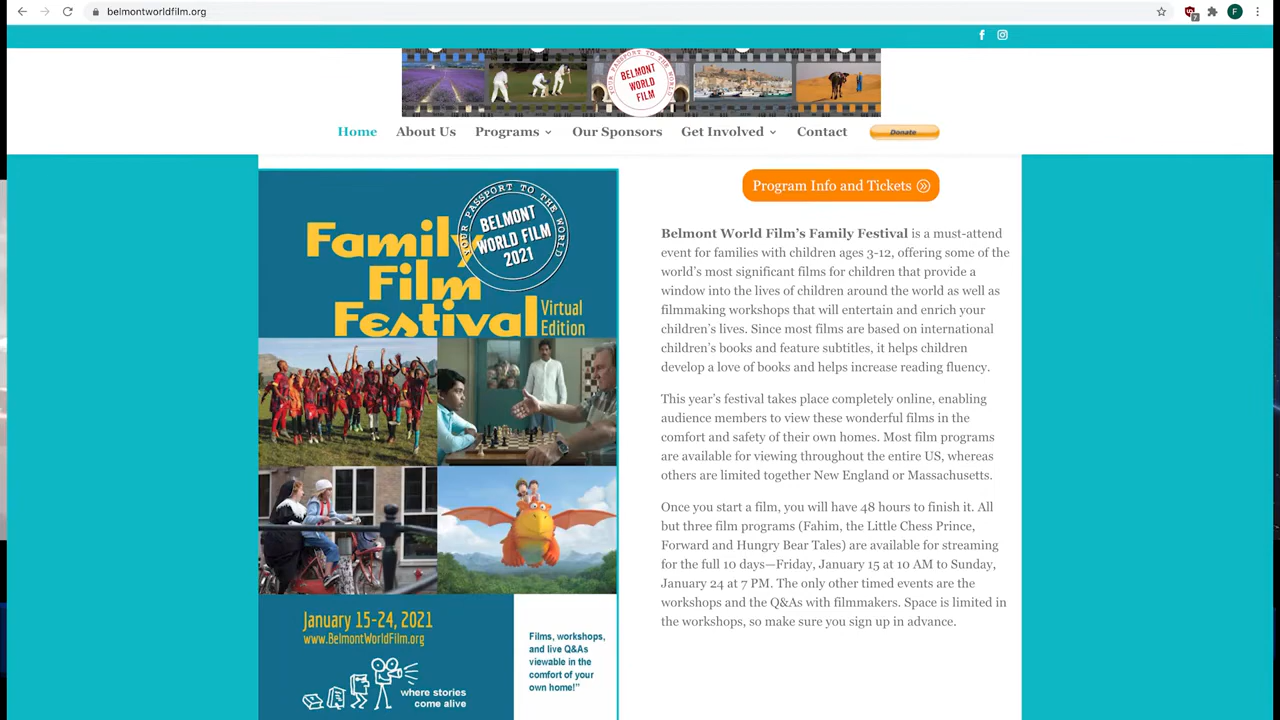 belmontworldfilm.org
7
F
YOUR PASSPORT TO THE WORLD
BELMONT
WORLD
FILM
Home
About Us
Programs
Our Sponsors
Get Involved
Contact
Donate
YOUR PASSPORT TO THE WORLD
BELMONT
WORLD FILM
2021
Family
Film
Festival
Virtual
Edition
January 15-24, 2021
www.BelmontWorldFilm.org
where stories
come alive
Films, workshops,
and live Q&As
viewable in the
comfort of your
own home!"
Program Info and Tickets
Belmont World Film's Family Festival is a must-attend
event for families with children ages 3-12, offering some of the
world's most significant films for children that provide a
window into the lives of children around the world as well as
filmmaking workshops that will entertain and enrich your
children's lives. Since most films are based on international
children's books and feature subtitles, it helps children
develop a love of books and helps increase reading fluency.
This year's festival takes place completely online, enabling
audience members to view these wonderful films in the
comfort and safety of their own homes. Most film programs
are available for viewing throughout the entire US, whereas
others are limited together New England or Massachusetts.
Once you start a film, you will have 48 hours to finish it. All
but three film programs (Fahim, the Little Chess Prince,
Forward and Hungry Bear Tales) are available for streaming
for the full 10 days—Friday, January 15 at 10 AM to Sunday,
January 24 at 7 PM. The only other timed events are the
workshops and the Q&As with filmmakers. Space is limited in
the workshops, so make sure you sign up in advance.